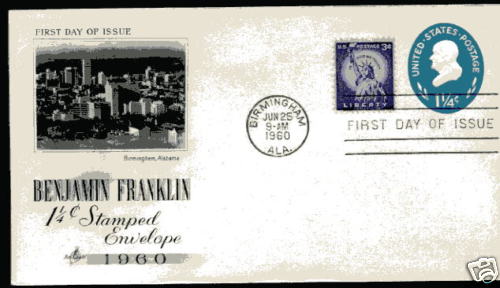 FIRST DAY OF ISSUE
Birmingham, Alabama
BENJAMIN FRANKLIN
1¼¢ Stamped
Envelope
1960
U.S. POSTAGE 3¢
LIBERTY
UNITED STATES POSTAGE
1¼¢
BIRMINGHAM
JUN 25
9-AM
1960
ALA.
FIRST DAY OF ISSUE